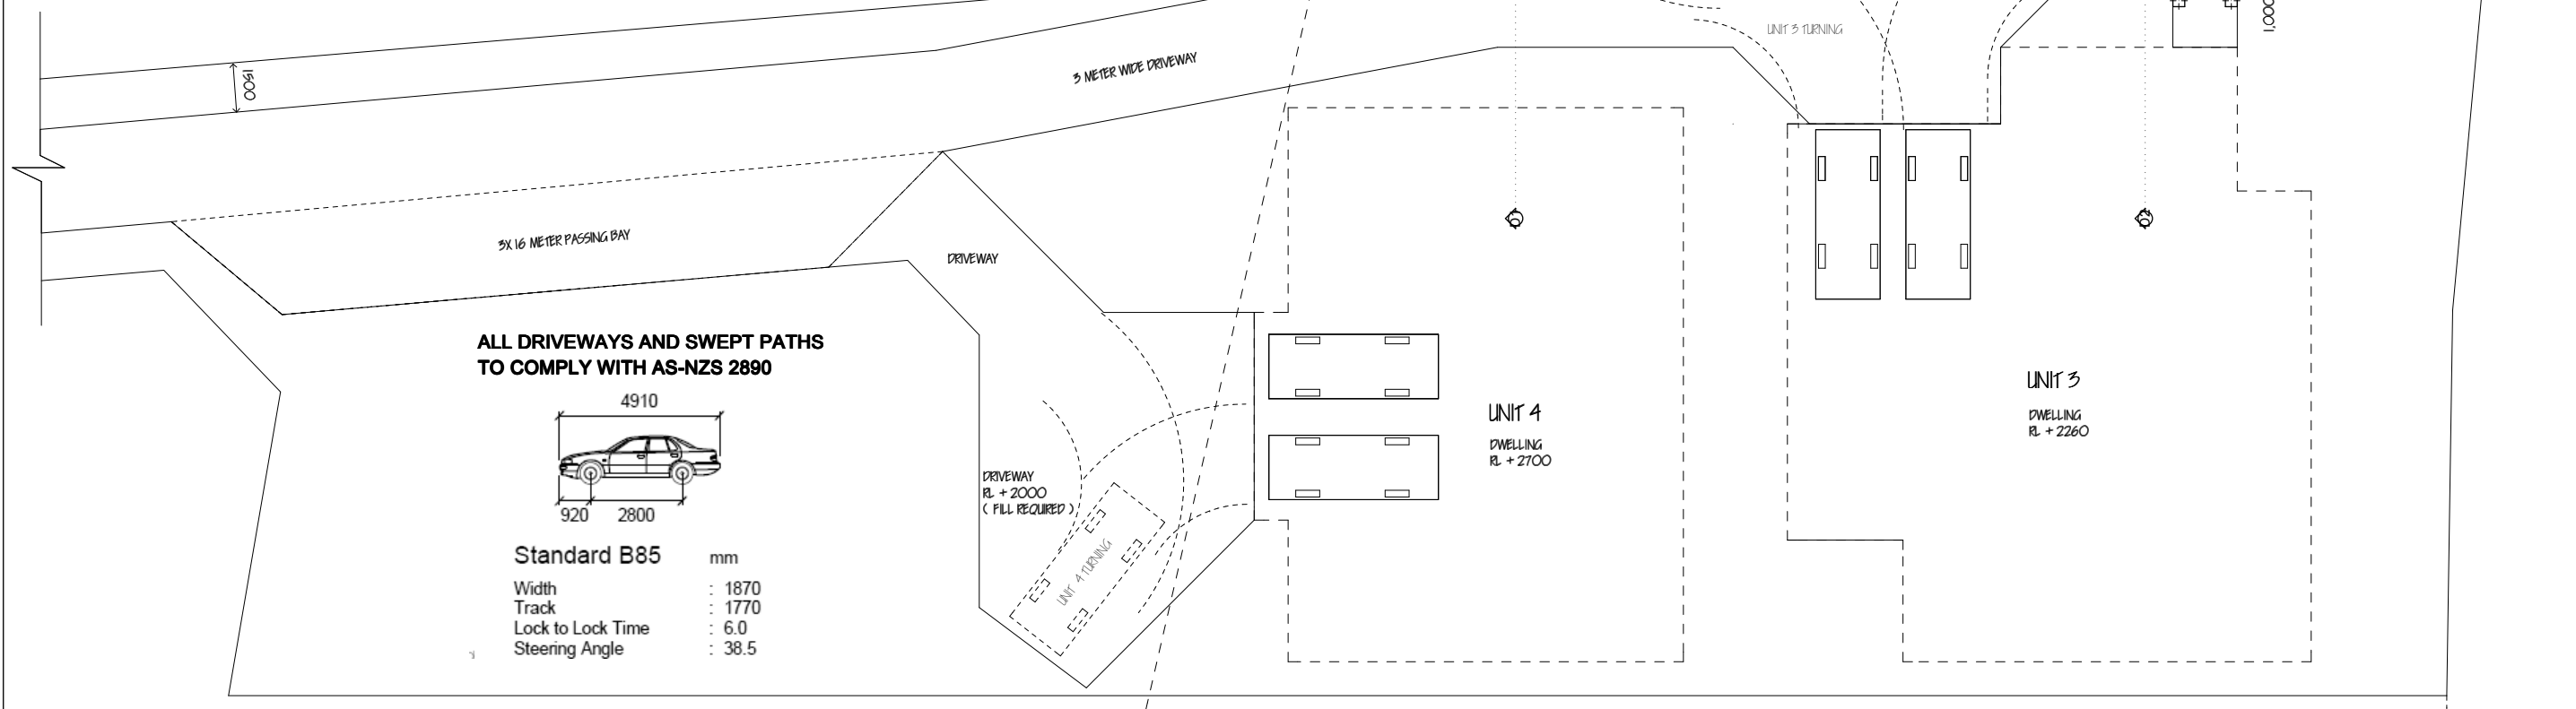 UNIT 3 TURNING
1500
3 METER WIDE DRIVEWAY
3X 16 METER PASSING BAY
DRIVEWAY
ALL DRIVEWAYS AND SWEPT PATHS
TO COMPLY WITH AS-NZS 2890
4910
920 2800
Standard B85 mm
Width : 1870
Track : 1770
Lock to Lock Time : 6.0
Steering Angle : 38.5
DRIVEWAY
RL + 2000
( FILL REQUIRED )
UNIT 4 TURNING
UNIT 4
DWELLING
RL + 2700
UNIT 3
DWELLING
RL + 2260